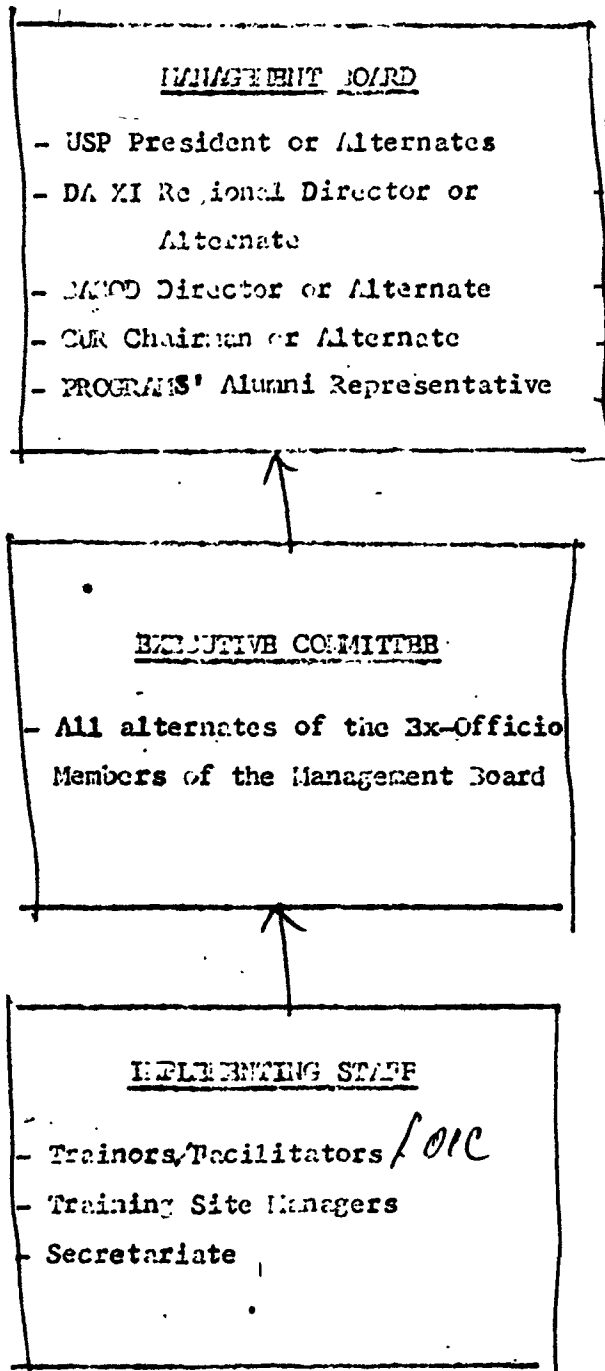 MANAGEMENT BOARD
- USP President or Alternates
- DA XI Regional Director or
Alternate
- Director or Alternate
- Chairman or Alternate
- PROGRAMS' Alumni Representative
EXECUTIVE COMMITTEE
- All alternates of the Ex-Officio
Members of the Management Board
IMPLEMENTING STAFF
- Trainors/Facilitators / OIC
- Training Site Managers
- Secretariate